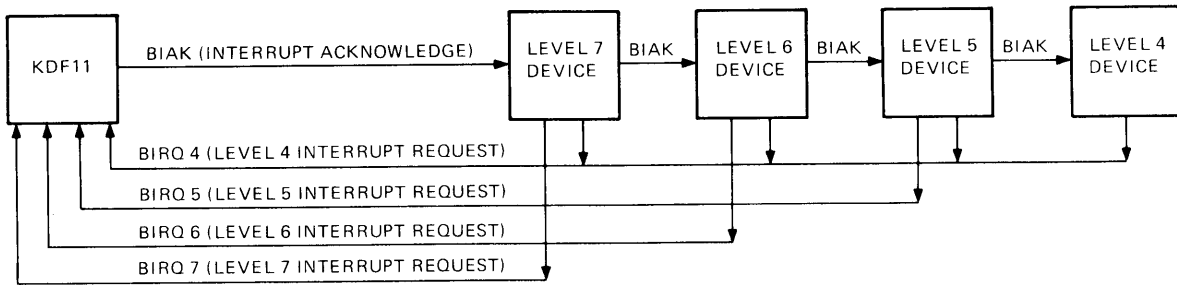 KDF11
BIAK (INTERRUPT ACKNOWLEDGE)
LEVEL 7
DEVICE
BIAK
LEVEL 6
DEVICE
BIAK
LEVEL 5
DEVICE
BIAK
LEVEL 4
DEVICE
BIRQ 4 (LEVEL 4 INTERRUPT REQUEST)
BIRQ 5 (LEVEL 5 INTERRUPT REQUEST)
BIRQ 6 (LEVEL 6 INTERRUPT REQUEST)
BIRQ 7 (LEVEL 7 INTERRUPT REQUEST)